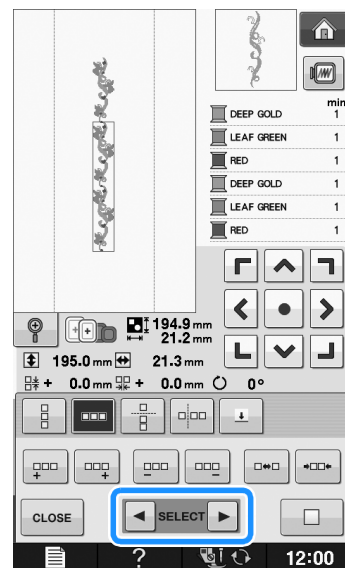 min
DEEP GOLD 1
LEAF GREEN 1
RED 1
DEEP GOLD 1
LEAF GREEN 1
RED 1
194.9 mm
21.2 mm
195.0 mm 21.3 mm
+ 0.0 mm + 0.0 mm 0°
CLOSE SELECT
? 12:00